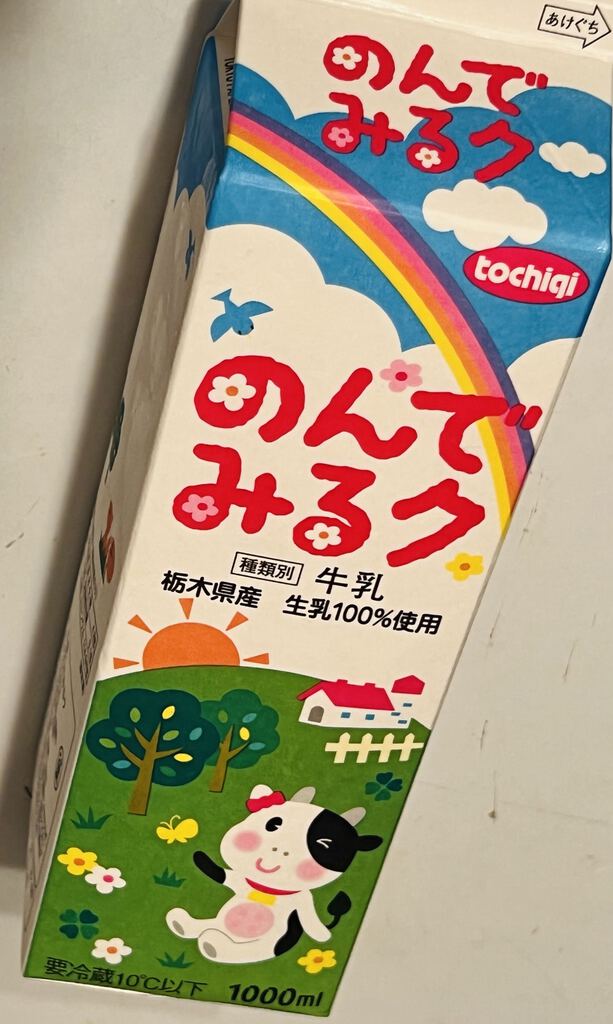 あけぐち
のんで
みるク
tochigi
のんで
みるク
種類別 牛乳
栃木県産 生乳100%使用
要冷蔵10℃以下 1000ml